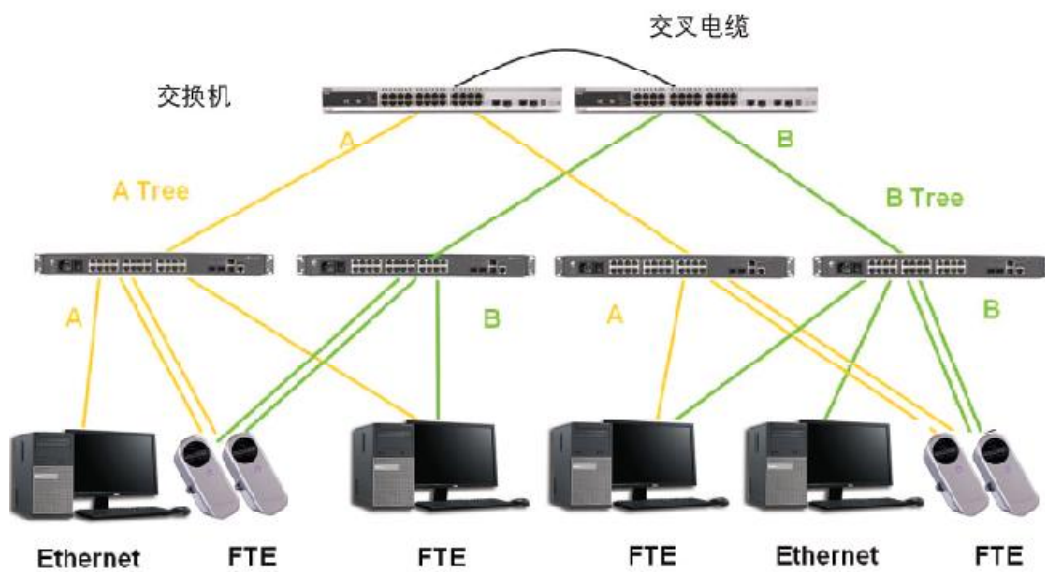 交叉电缆
交换机
A
B
A Tree
B Tree
A
B
A
B
Ethernet
FTE
FTE
FTE
Ethernet
FTE